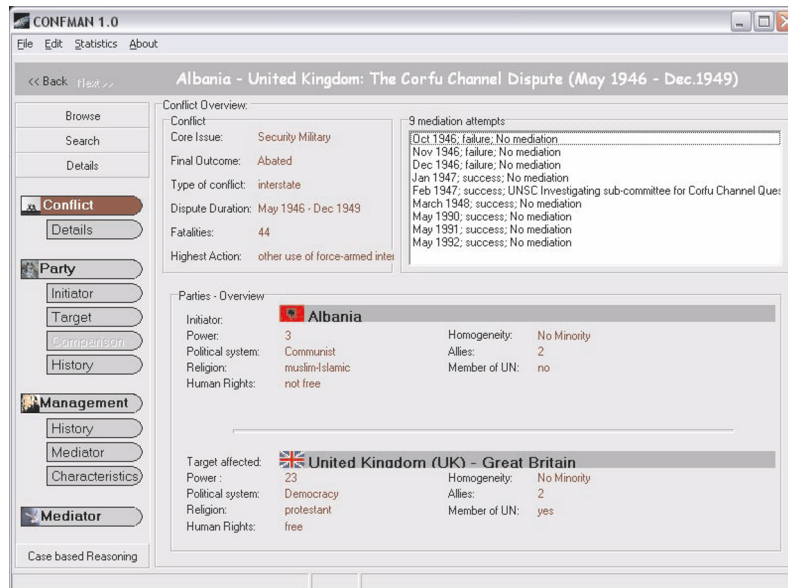 CONFMAN 1.0
File Edit Statistics About
<< Back Next >> Albania - United Kingdom: The Corfu Channel Dispute (May 1946 - Dec.1949)
Browse
Search
Details
Conflict
Details
Party
Initiator
Target
Comparison
History
Management
History
Mediator
Characteristics
Mediator
Case based Reasoning
Conflict Overview:
Conflict
Core Issue: Security Military
Final Outcome: Abated
Type of conflict: interstate
Dispute Duration: May 1946 - Dec 1949
Fatalities: 44
Highest Action: other use of force-armed inter
9 mediation attempts
Oct 1946; failure; No mediation
Nov 1946; failure; No mediation
Dec 1946; failure; No mediation
Jan 1947; success; No mediation
Feb 1947; success; UNSC Investigating sub-committee for Corfu Channel Ques
March 1948; success; No mediation
May 1990; success; No mediation
May 1991; success; No mediation
May 1992; success; No mediation
Parties - Overview
Initiator: Albania
Power: 3 Homogeneity: No Minority
Political system: Communist Allies: 2
Religion: muslim-Islamic Member of UN: no
Human Rights: not free
Target affected: United Kingdom (UK) - Great Britain
Power : 23 Homogeneity: No Minority
Political system: Democracy Allies: 2
Religion: protestant Member of UN: yes
Human Rights: free